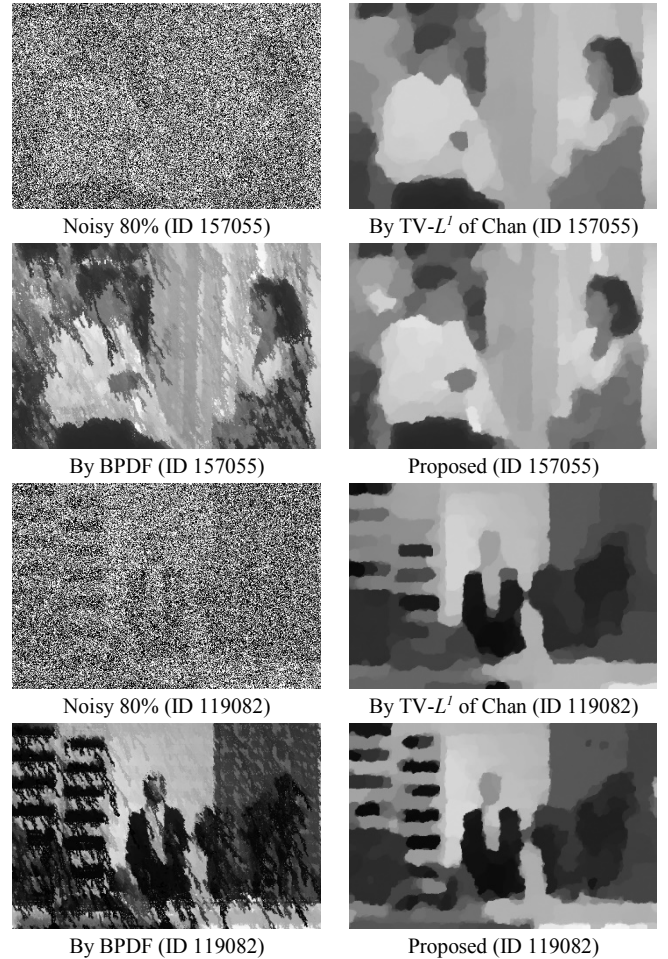 Noisy 80% (ID 157055)
By TV-L¹ of Chan (ID 157055)
By BPDF (ID 157055)
Proposed (ID 157055)
Noisy 80% (ID 119082)
By TV-L¹ of Chan (ID 119082)
By BPDF (ID 119082)
Proposed (ID 119082)